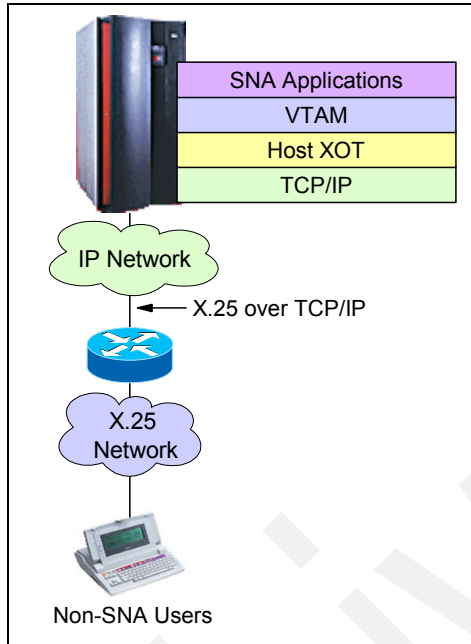 SNA Applications
VTAM
Host XOT
TCP/IP
IP Network
X.25 over TCP/IP
X.25
Network
Non-SNA Users